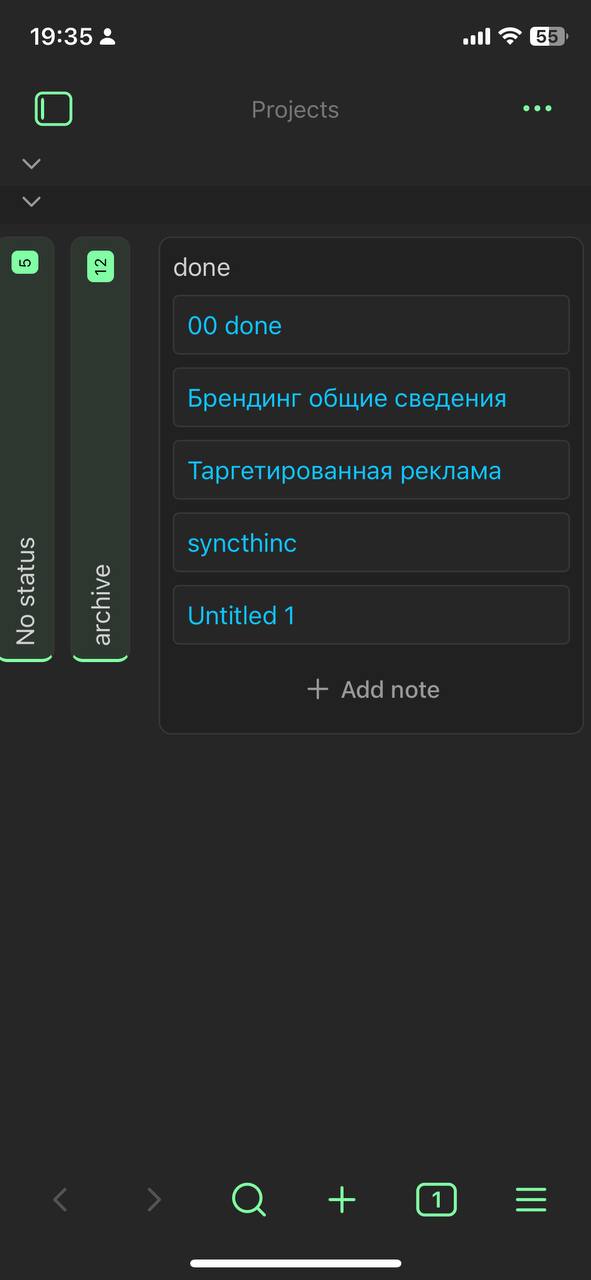 19:35
55
Projects
5
No status
12
archive
done
00 done
Брендинг общие сведения
Таргетированная реклама
syncthinc
Untitled 1
+ Add note
1